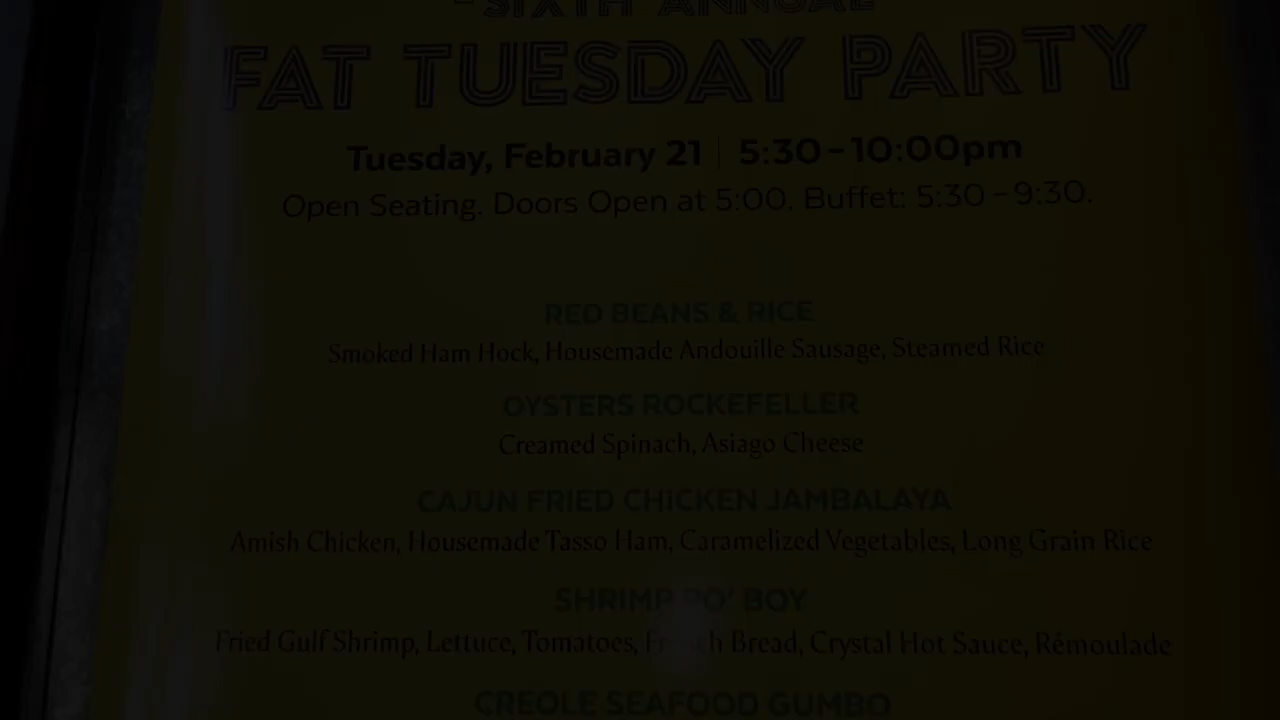 - SIXTH ANNUAL
FAT TUESDAY PARTY
Tuesday, February 21 | 5:30 – 10:00pm
Open Seating. Doors Open at 5:00. Buffet: 5:30 – 9:30.
RED BEANS & RICE
Smoked Ham Hock, Housemade Andouille Sausage, Steamed Rice
OYSTERS ROCKEFELLER
Creamed Spinach, Asiago Cheese
CAJUN FRIED CHICKEN JAMBALAYA
Amish Chicken, Housemade Tasso Ham, Caramelized Vegetables, Long Grain Rice
SHRIMP PO' BOY
Fried Gulf Shrimp, Lettuce, Tomatoes, French Bread, Crystal Hot Sauce, Rémoulade
CREOLE SEAFOOD GUMBO